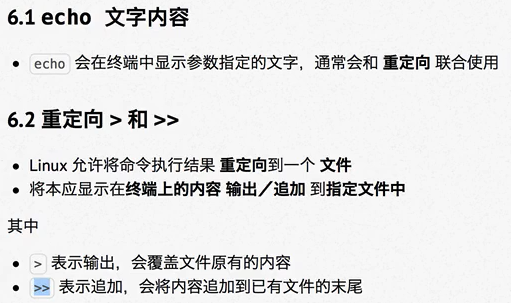 6.1 echo 文字内容
echo 会在终端中显示参数指定的文字，通常会和 重定向 联合使用
6.2 重定向 > 和 >>
Linux 允许将命令执行结果 重定向到一个 文件
将本应显示在终端上的内容 输出／追加 到指定文件中
其中
> 表示输出，会覆盖文件原有的内容
>> 表示追加，会将内容追加到已有文件的末尾